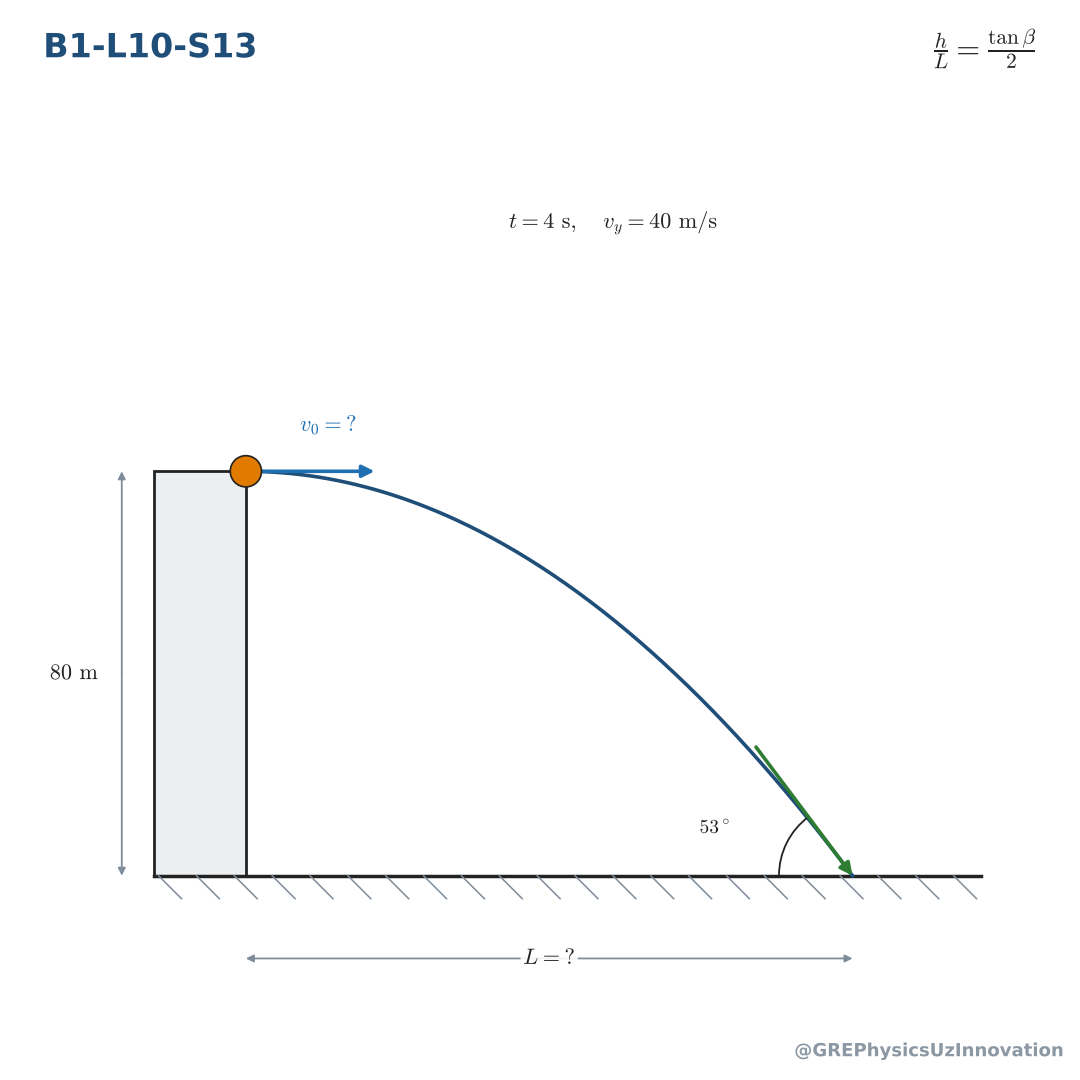 B1-L10-S13
h/L = tan β/2
t = 4 s, v_y = 40 m/s
v_0 = ?
80 m
53°
L = ?
@GREPhysicsUzInnovation